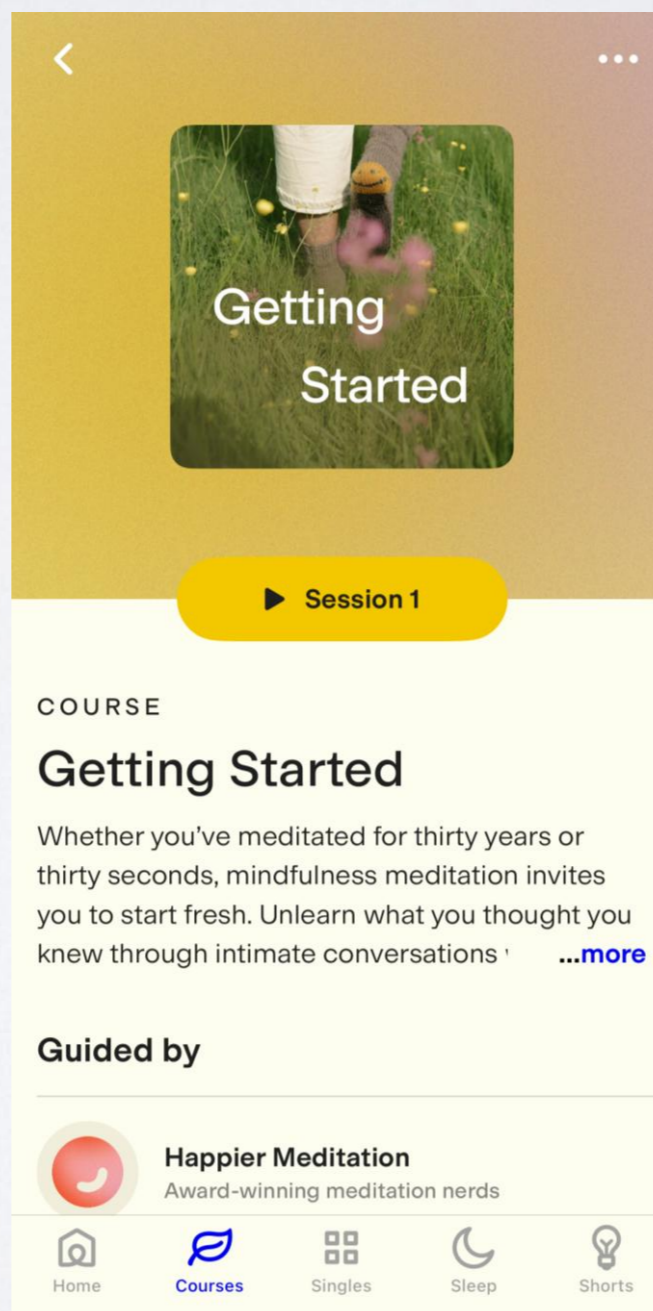 Getting
Started
Session 1
COURSE
Getting Started
Whether you've meditated for thirty years or
thirty seconds, mindfulness meditation invites
you to start fresh. Unlearn what you thought you
knew through intimate conversations ...more
Guided by
Happier Meditation
Award-winning meditation nerds
Home
Courses
Singles
Sleep
Shorts